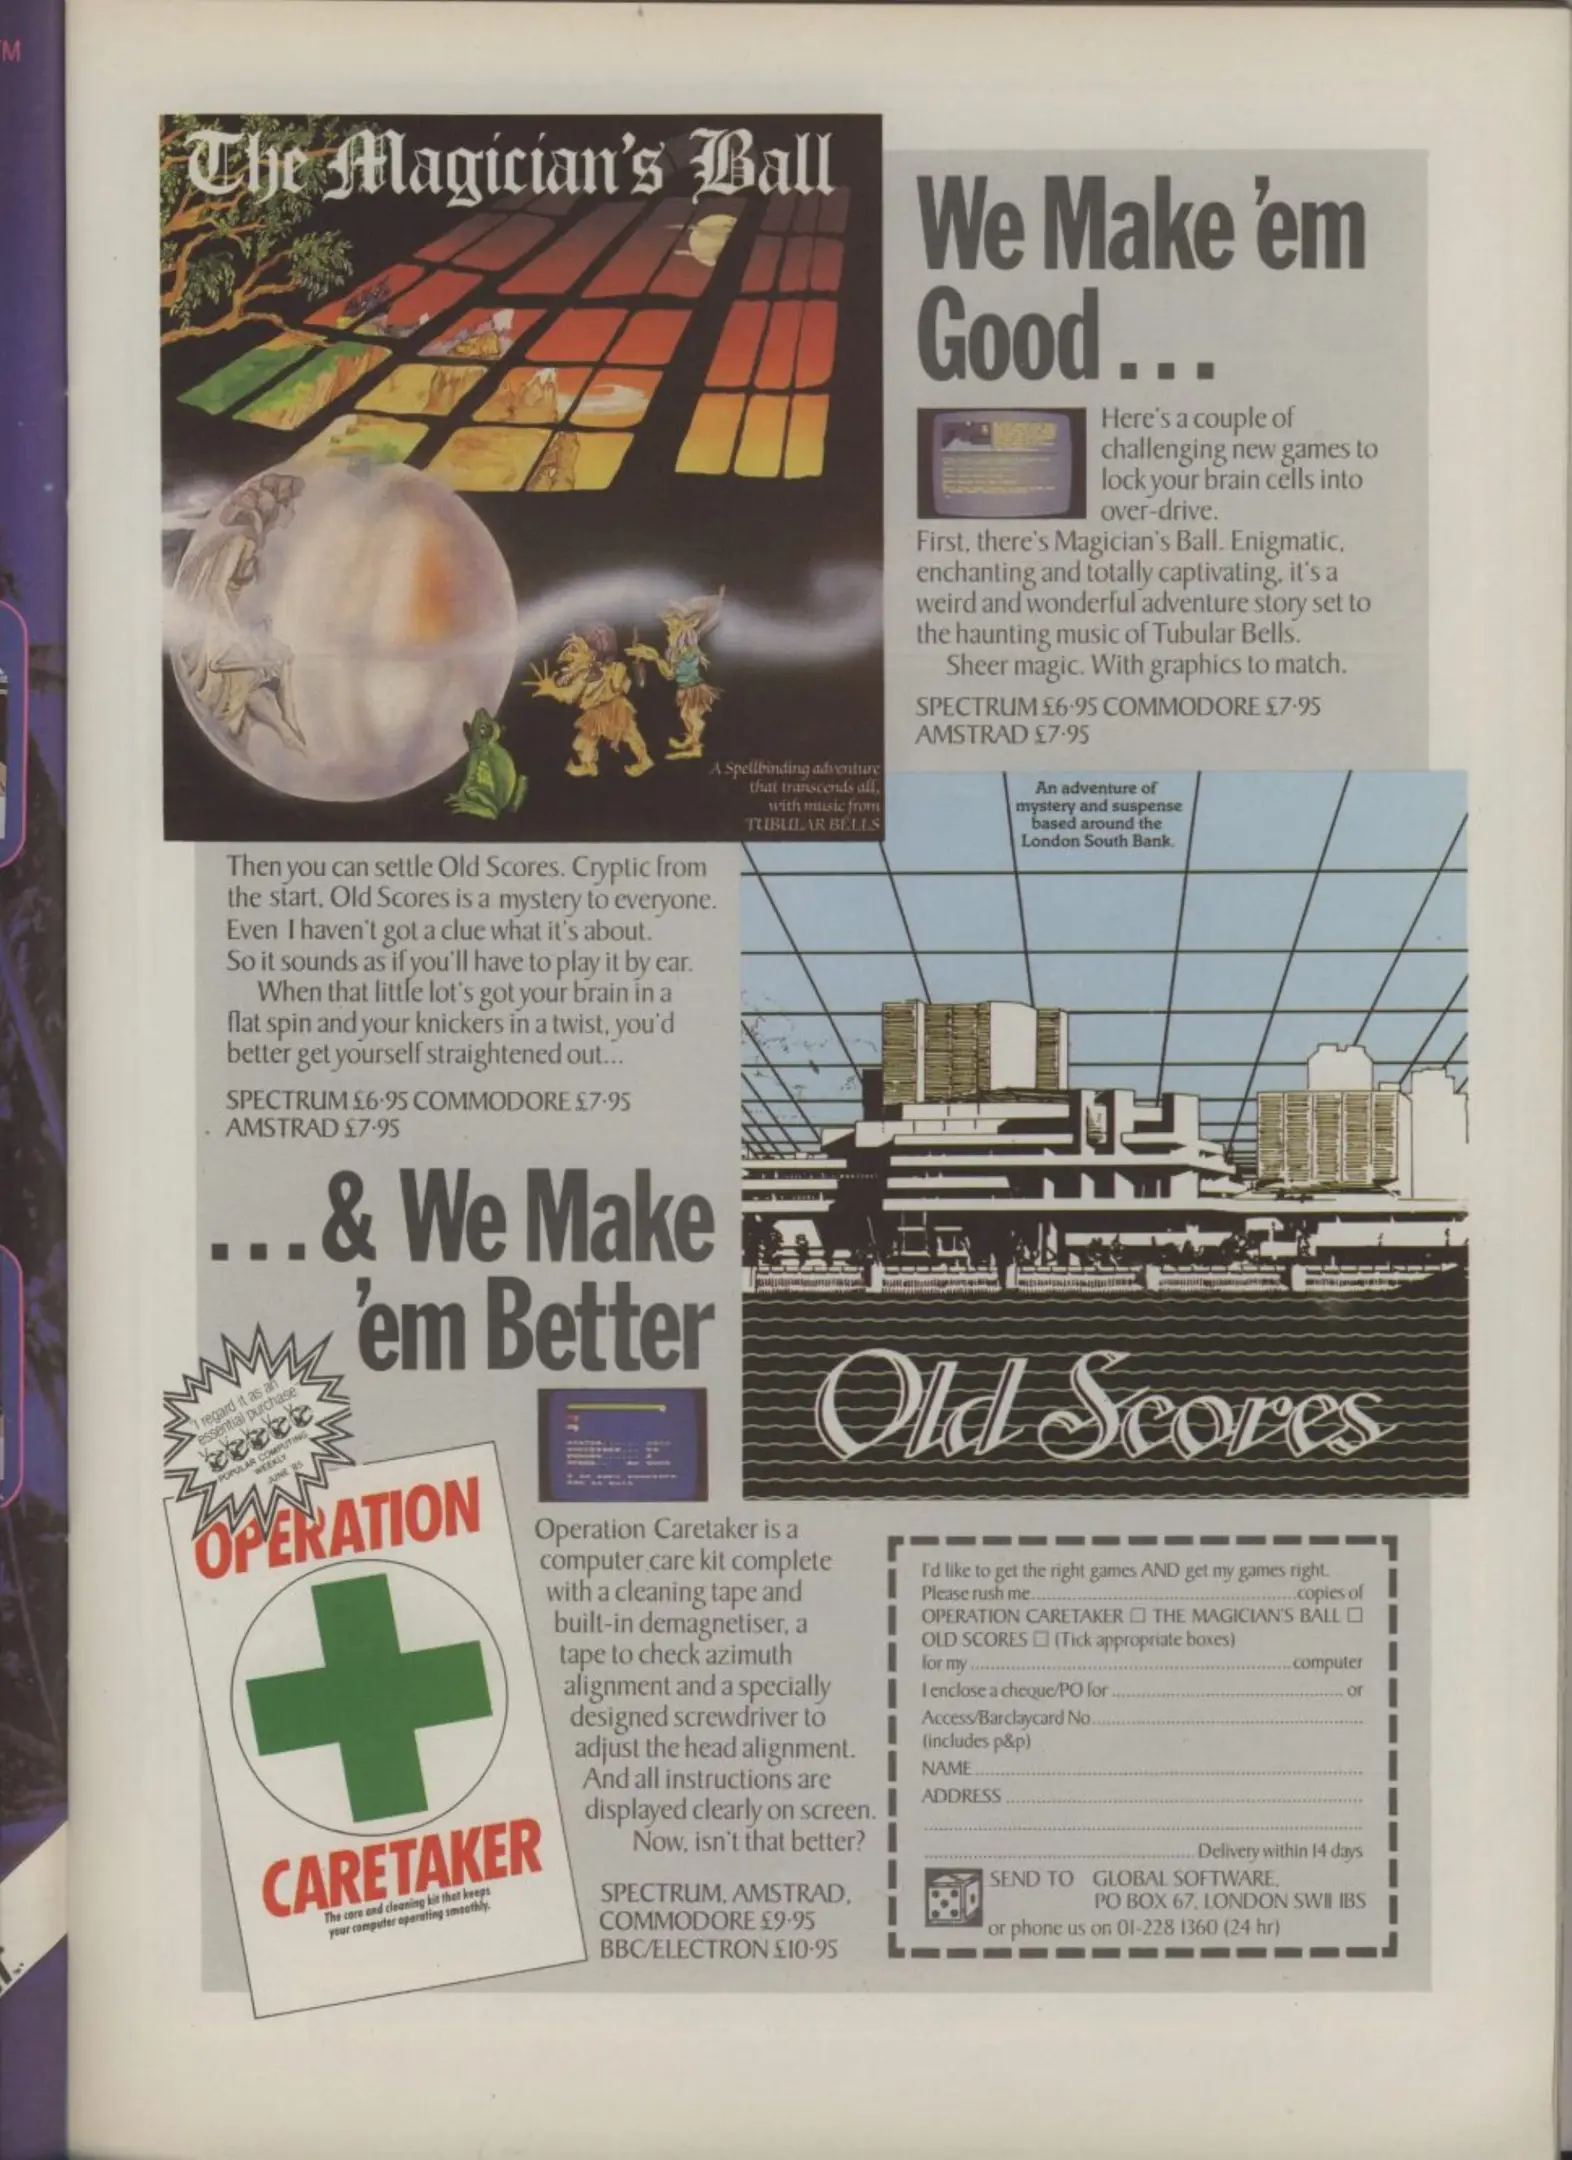 TM
The Magician's Ball
We Make 'em
Good...
Here's a couple of
challenging new games to
lock your brain cells into
over-drive.
First, there's Magician's Ball. Enigmatic,
enchanting and totally captivating, it's a
weird and wonderful adventure story set to
the haunting music of Tubular Bells.
Sheer magic. With graphics to match.
SPECTRUM £6·95 COMMODORE £7·95
AMSTRAD £7·95
A Spellbinding adventure
that transcends all,
with music from
TUBULAR BELLS
An adventure of
mystery and suspense
based around the
London South Bank.
Then you can settle Old Scores. Cryptic from
the start, Old Scores is a mystery to everyone.
Even I haven't got a clue what it's about.
So it sounds as if you'll have to play it by ear.
When that little lot's got your brain in a
flat spin and your knickers in a twist, you'd
better get yourself straightened out...
SPECTRUM £6·95 COMMODORE £7·95
AMSTRAD £7·95
...& We Make
'em Better
Old Scores
'I regard it as an
essential purchase
POPULAR COMPUTING
WEEKLY
JUNE '85
OPERATION
CARETAKER
The care and cleaning kit that keeps
your computer operating smoothly.
Operation Caretaker is a
computer care kit complete
with a cleaning tape and
built-in demagnetiser, a
tape to check azimuth
alignment and a specially
designed screwdriver to
adjust the head alignment.
And all instructions are
displayed clearly on screen.
Now, isn't that better?
SPECTRUM, AMSTRAD,
COMMODORE £9·95
BBC/ELECTRON £10·95
I'd like to get the right games AND get my games right.
Please rush me..........copies of
OPERATION CARETAKER □ THE MAGICIAN'S BALL □
OLD SCORES □ (Tick appropriate boxes)
for my ..........computer
I enclose a cheque/PO for .......... or
Access/Barclaycard No..........
(includes p&p)
NAME..........
ADDRESS ..........
..........
..........Delivery within 14 days
SEND TO GLOBAL SOFTWARE,
PO BOX 67, LONDON SW11 1BS
or phone us on 01-228 1360 (24 hr)